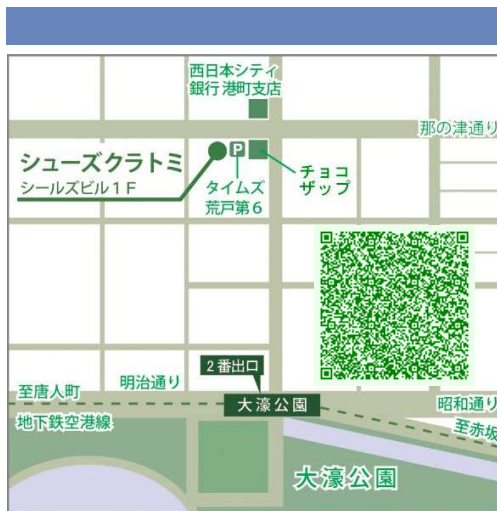 西日本シティ
銀行 港町支店
那の津通り
シューズクラトミ
シールズビル1F
P
タイムズ
荒戸第6
チョコ
ザップ
2番出口
明治通り
大濠公園
至唐人町
昭和通り
地下鉄空港線
至赤坂
大濠公園